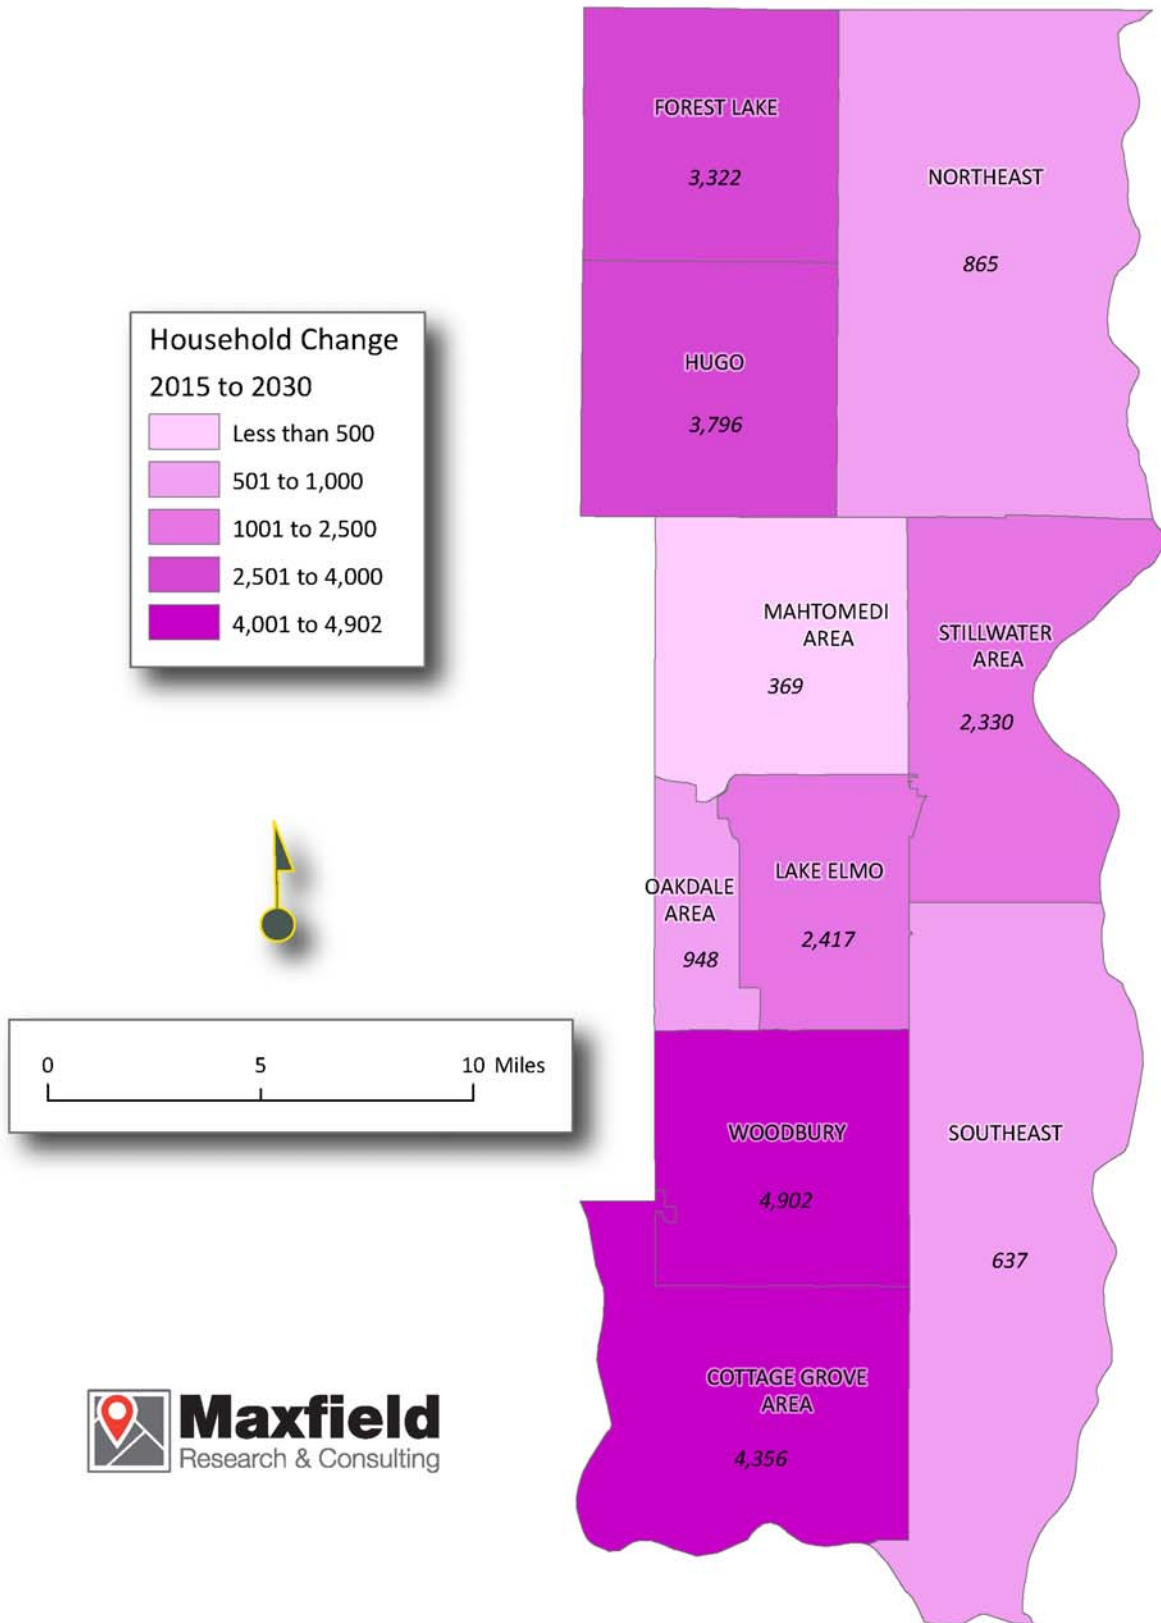 FOREST LAKE
3,322
NORTHEAST
865
HUGO
3,796
Household Change
2015 to 2030
Less than 500
501 to 1,000
1001 to 2,500
2,501 to 4,000
4,001 to 4,902
MAHTOMEDI
AREA
369
STILLWATER
AREA
2,330
OAKDALE
AREA
948
LAKE ELMO
2,417
0 5 10 Miles
WOODBURY
4,902
SOUTHEAST
637
COTTAGE GROVE
AREA
4,356
Maxfield
Research & Consulting